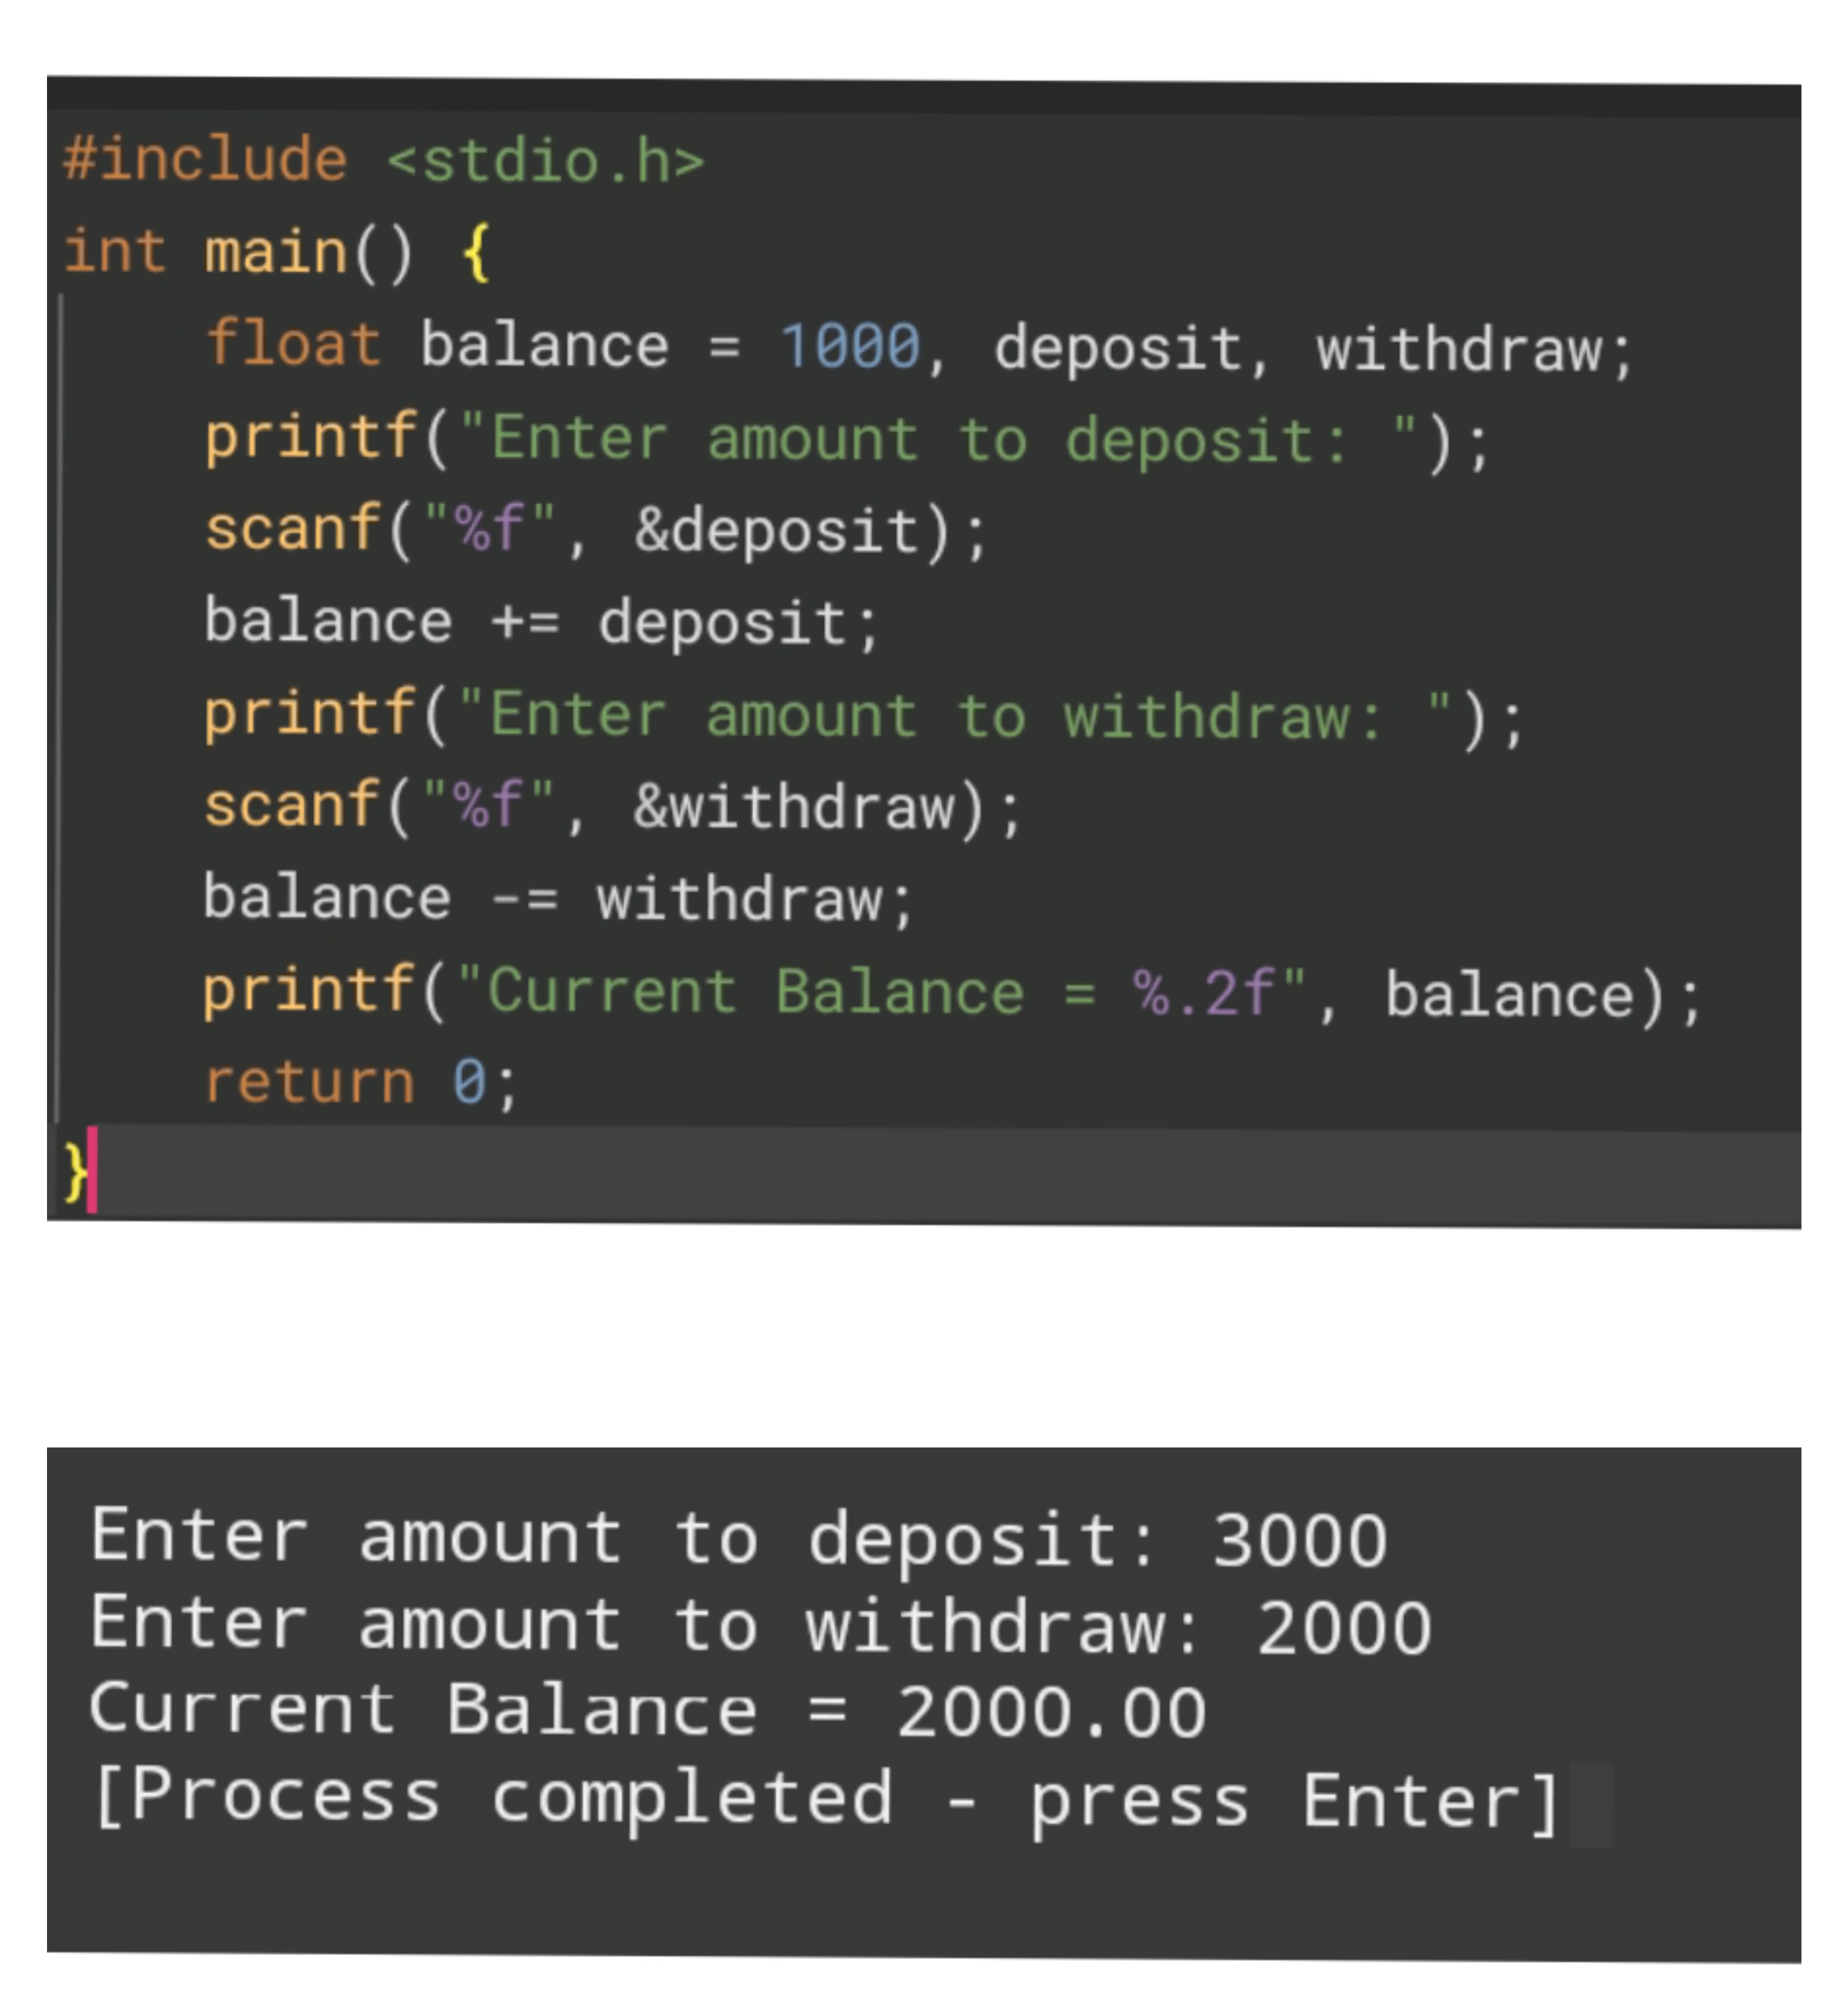 #include <stdio.h>
int main() {
float balance = 1000, deposit, withdraw;
printf("Enter amount to deposit: ");
scanf("%f", &deposit);
balance += deposit;
printf("Enter amount to withdraw: ");
scanf("%f", &withdraw);
balance -= withdraw;
printf("Current Balance = %.2f", balance);
return 0;
}
Enter amount to deposit: 3000
Enter amount to withdraw: 2000
Current Balance = 2000.00
[Process completed - press Enter]